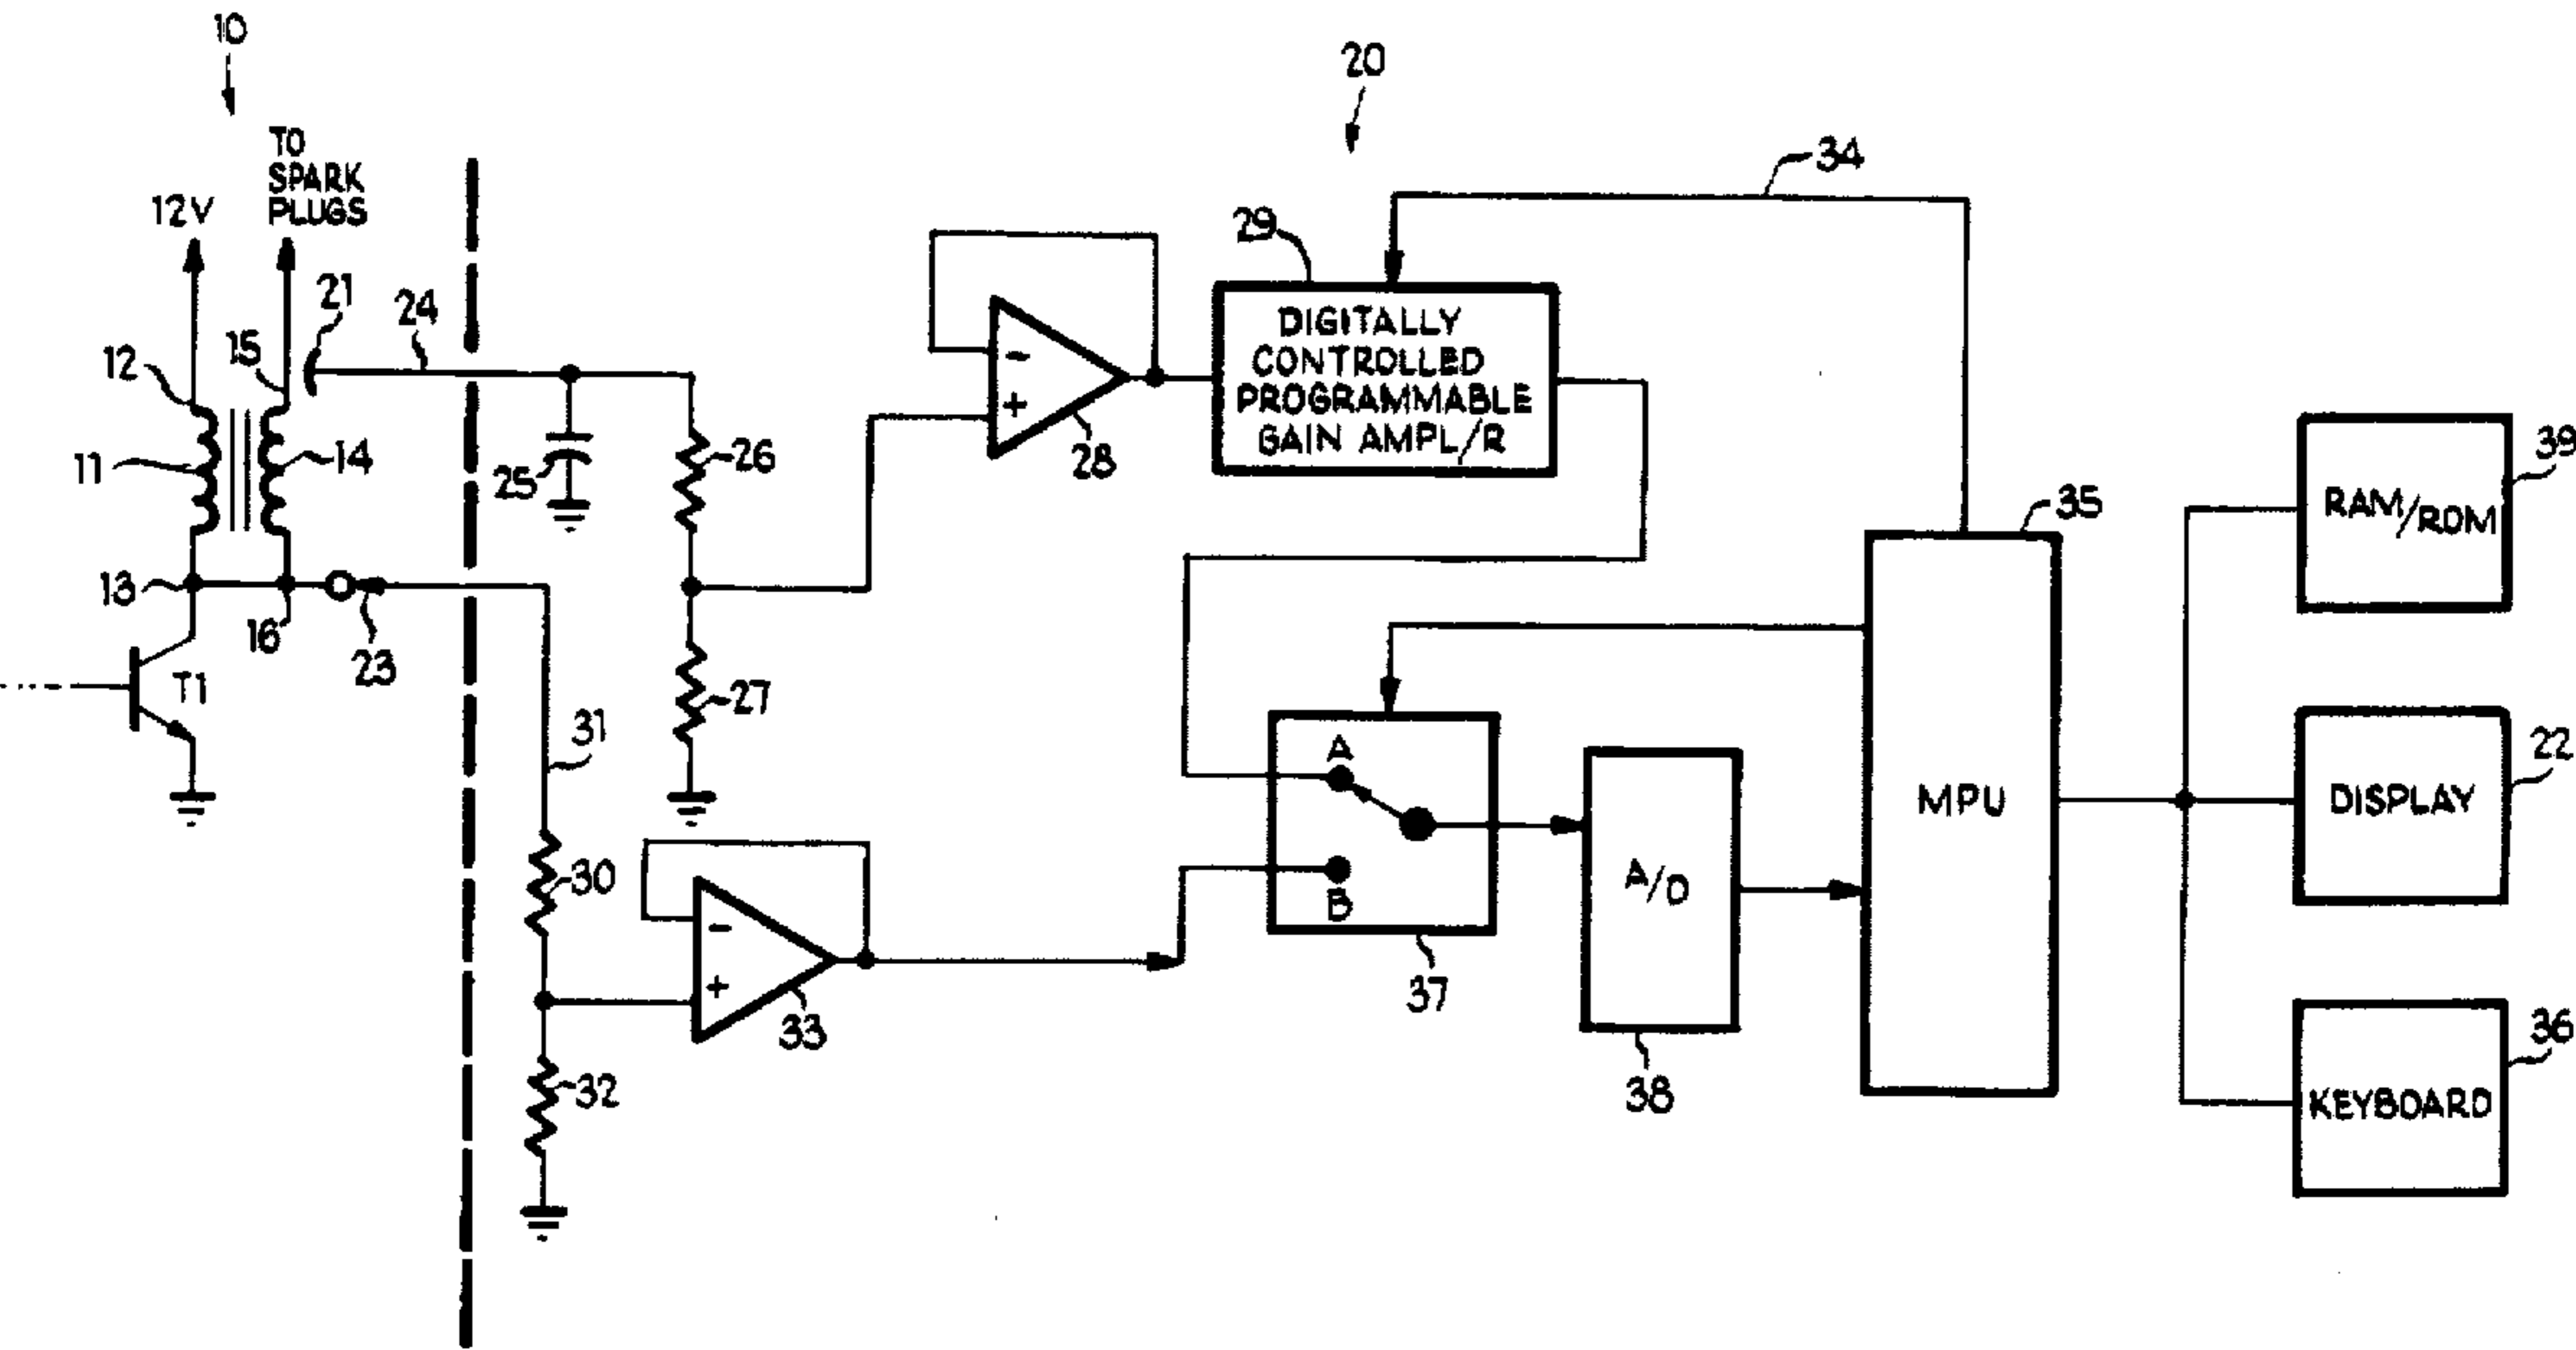 10
20
TO
SPARK
PLUGS
12V
34
29
21
24
15
12
DIGITALLY
CONTROLLED
PROGRAMMABLE
GAIN AMPL/R
-
+
28
11
14
25
26
39
RAM/ROM
35
13
16
23
T1
27
31
A
B
37
A/D
38
MPU
22
DISPLAY
30
-
+
33
32
36
KEYBOARD